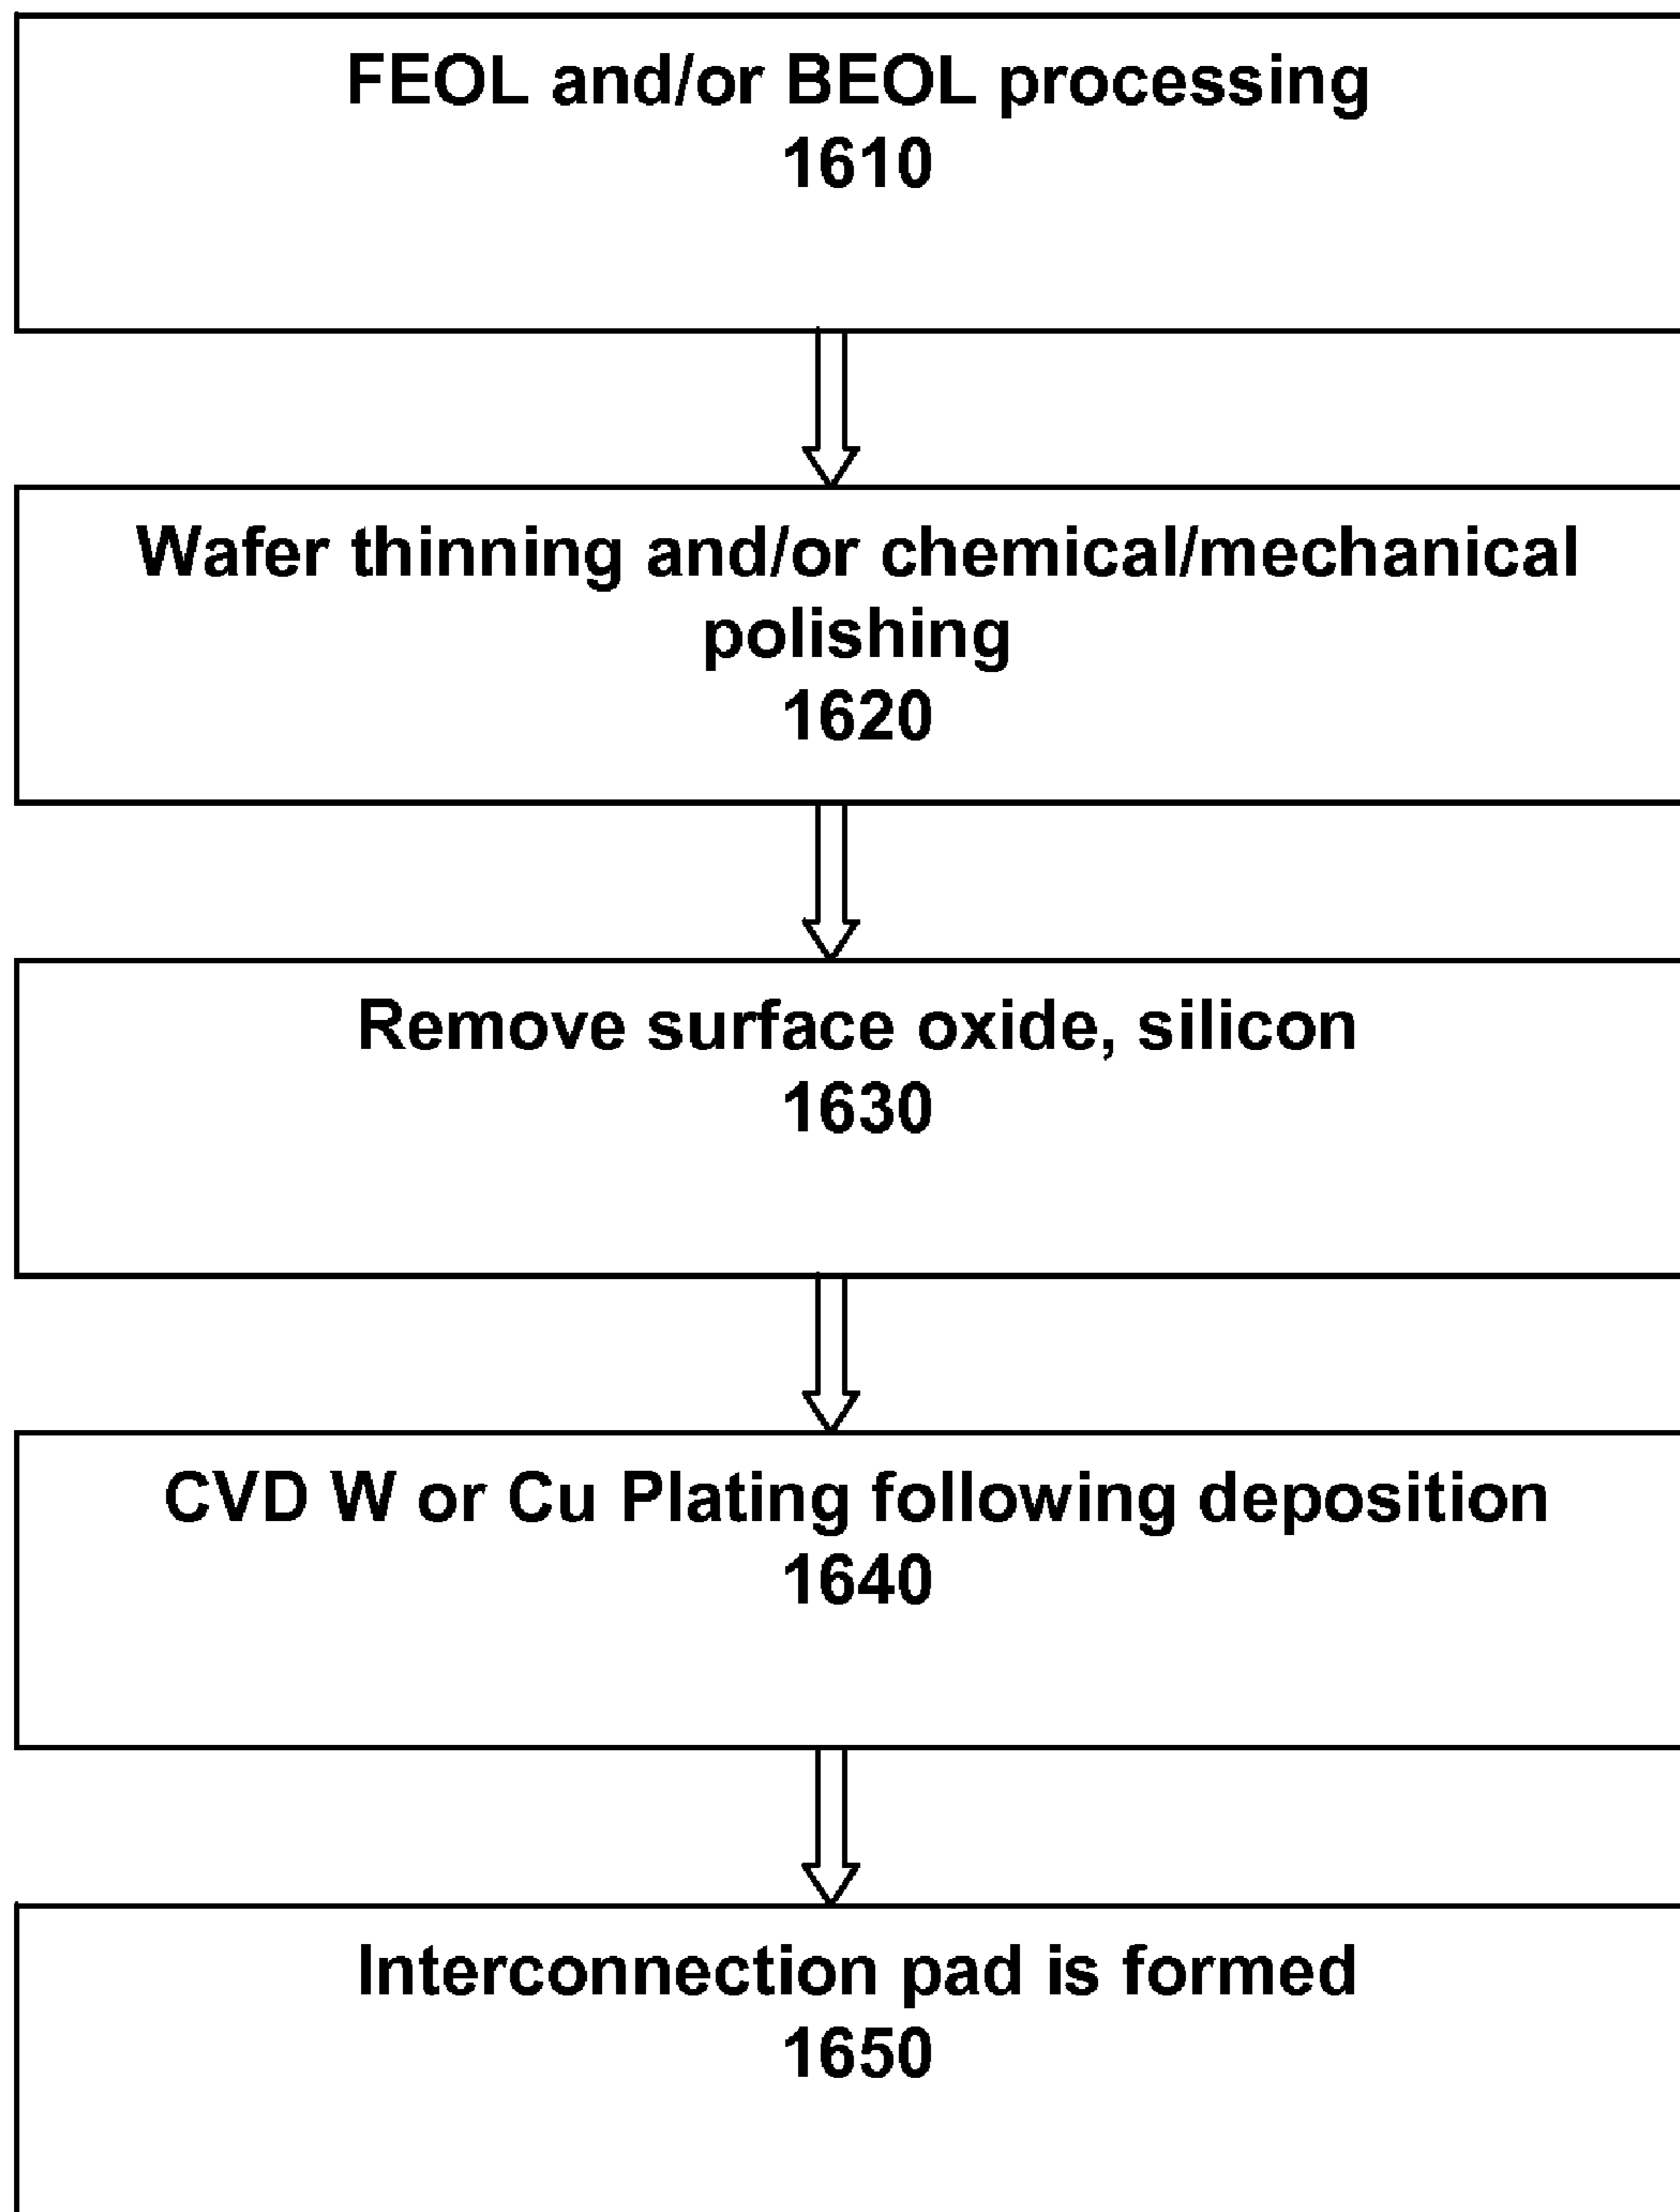 FEOL and/or BEOL processing
1610
Wafer thinning and/or chemical/mechanical
polishing
1620
Remove surface oxide, silicon
1630
CVD W or Cu Plating following deposition
1640
Interconnection pad is formed
1650